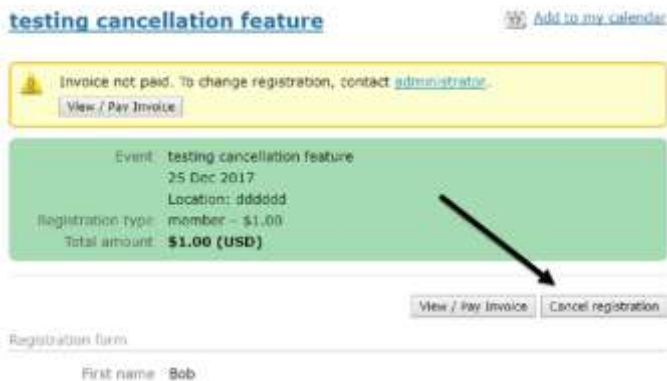 testing cancellation feature
Add to my calendar
Invoice not paid. To change registration, contact administrator.
View / Pay Invoice
Event testing cancellation feature
25 Dec 2017
Location: dddddd
Registration type member – $1.00
Total amount $1.00 (USD)
View / Pay Invoice Cancel registration
Registration form
First name Bob